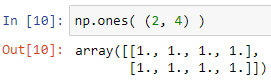 In [10]: np.ones( (2, 4) )
Out[10]: array([[1., 1., 1., 1.],
[1., 1., 1., 1.]])